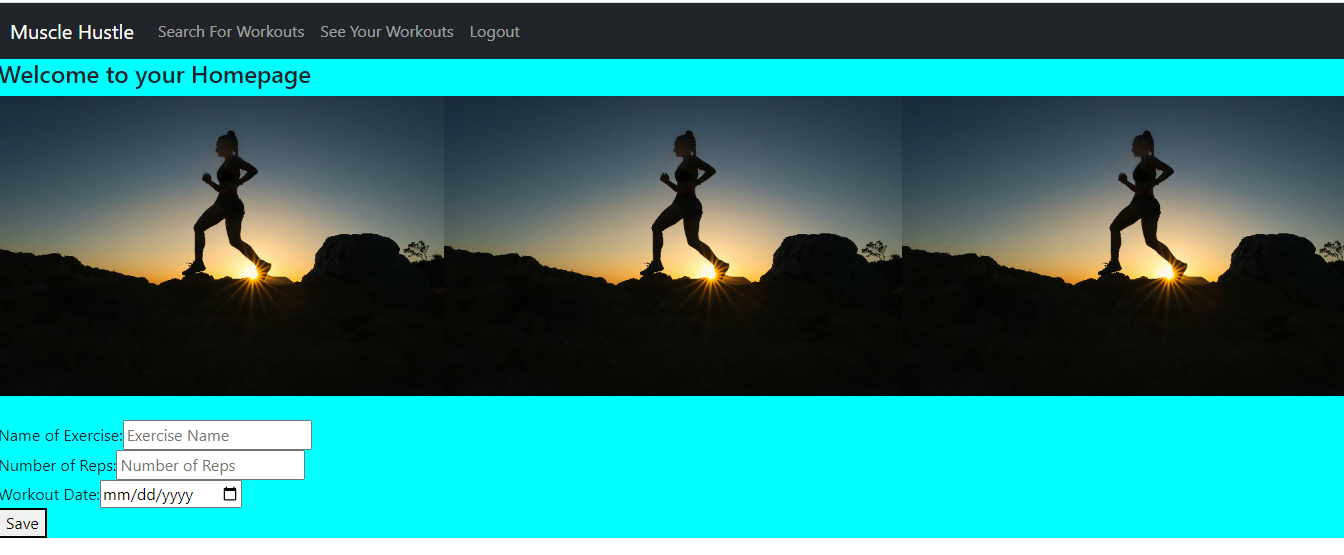 Muscle Hustle Search For Workouts See Your Workouts Logout
Welcome to your Homepage
Name of Exercise: Exercise Name
Number of Reps: Number of Reps
Workout Date: mm/dd/yyyy
Save